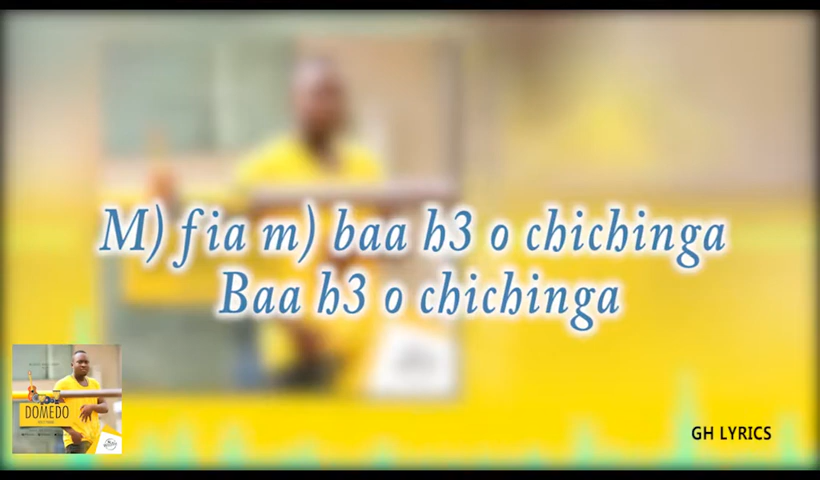 M) fia m) baa h3 o chichinga
Baa h3 o chichinga
DOMEDO
GH LYRICS